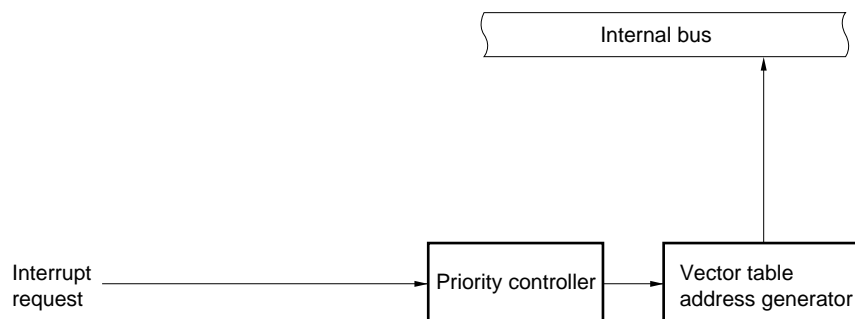 Internal bus
Interrupt
request
Priority controller
Vector table
address generator